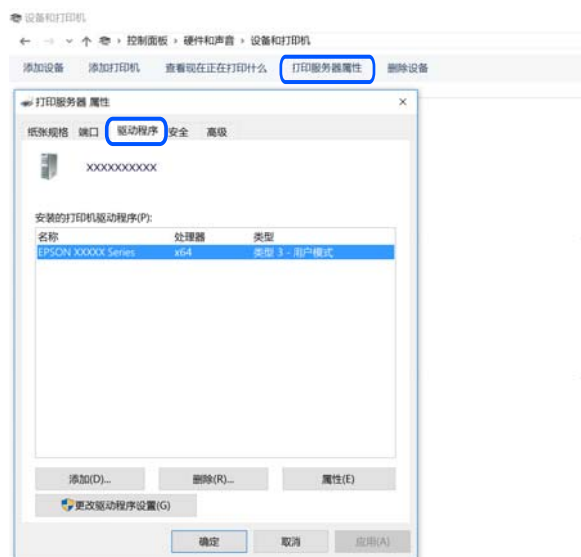 设备和打印机
控制面板 › 硬件和声音 › 设备和打印机
添加设备 添加打印机 查看现在正在打印什么 打印服务器属性 删除设备
打印服务器 属性
纸张规格 端口 驱动程序 安全 高级
XXXXXXXXXX
安装的打印机驱动程序(P):
名称 处理器 类型
EPSON XXXXX Series x64 类型 3 - 用户模式
添加(D)... 删除(R)... 属性(E)
更改驱动程序设置(G)
确定 取消 应用(A)